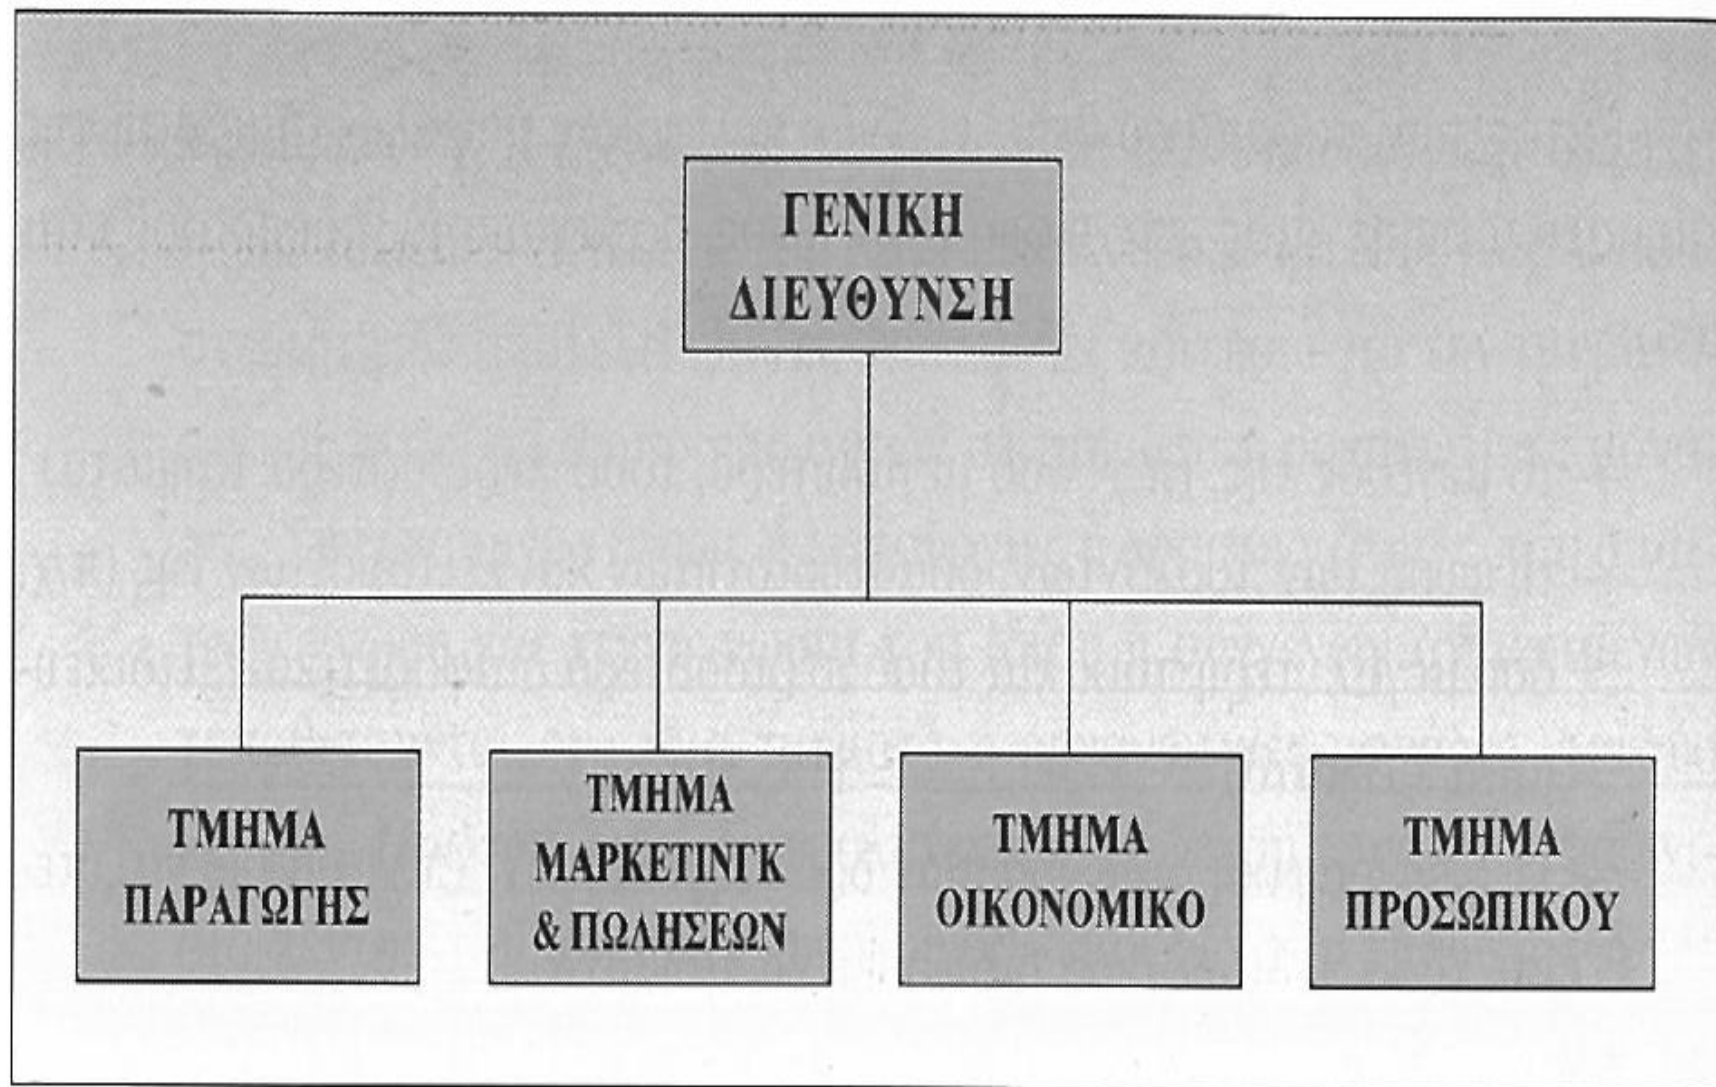 ΓΕΝΙΚΗ
ΔΙΕΥΘΥΝΣΗ
ΤΜΗΜΑ
ΠΑΡΑΓΩΓΗΣ
ΤΜΗΜΑ
ΜΑΡΚΕΤΙΝΓΚ
& ΠΩΛΗΣΕΩΝ
ΤΜΗΜΑ
ΟΙΚΟΝΟΜΙΚΟ
ΤΜΗΜΑ
ΠΡΟΣΩΠΙΚΟΥ